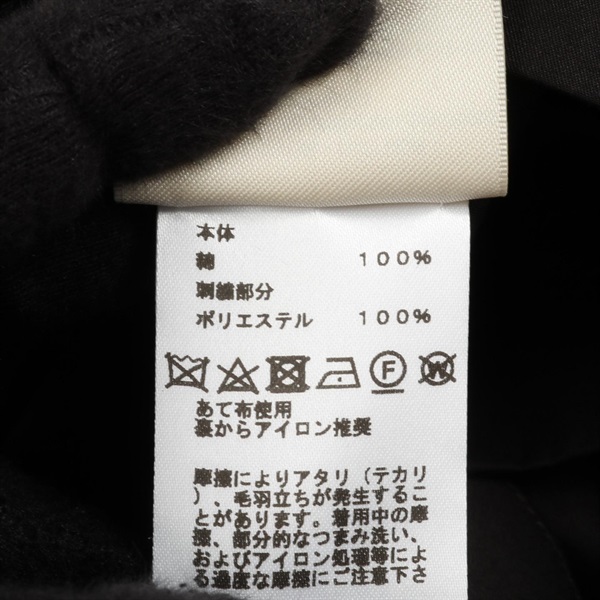 本体
綿 100%
刺繍部分
ポリエステル 100%
F W
あて布使用
裏からアイロン推奨
摩擦によりアタリ(テカリ
)、毛羽立ちが発生するこ
とがあります。着用中の摩
擦、部分的なつまみ洗い、
およびアイロン処理等によ
る過度な摩擦にご注意下さ